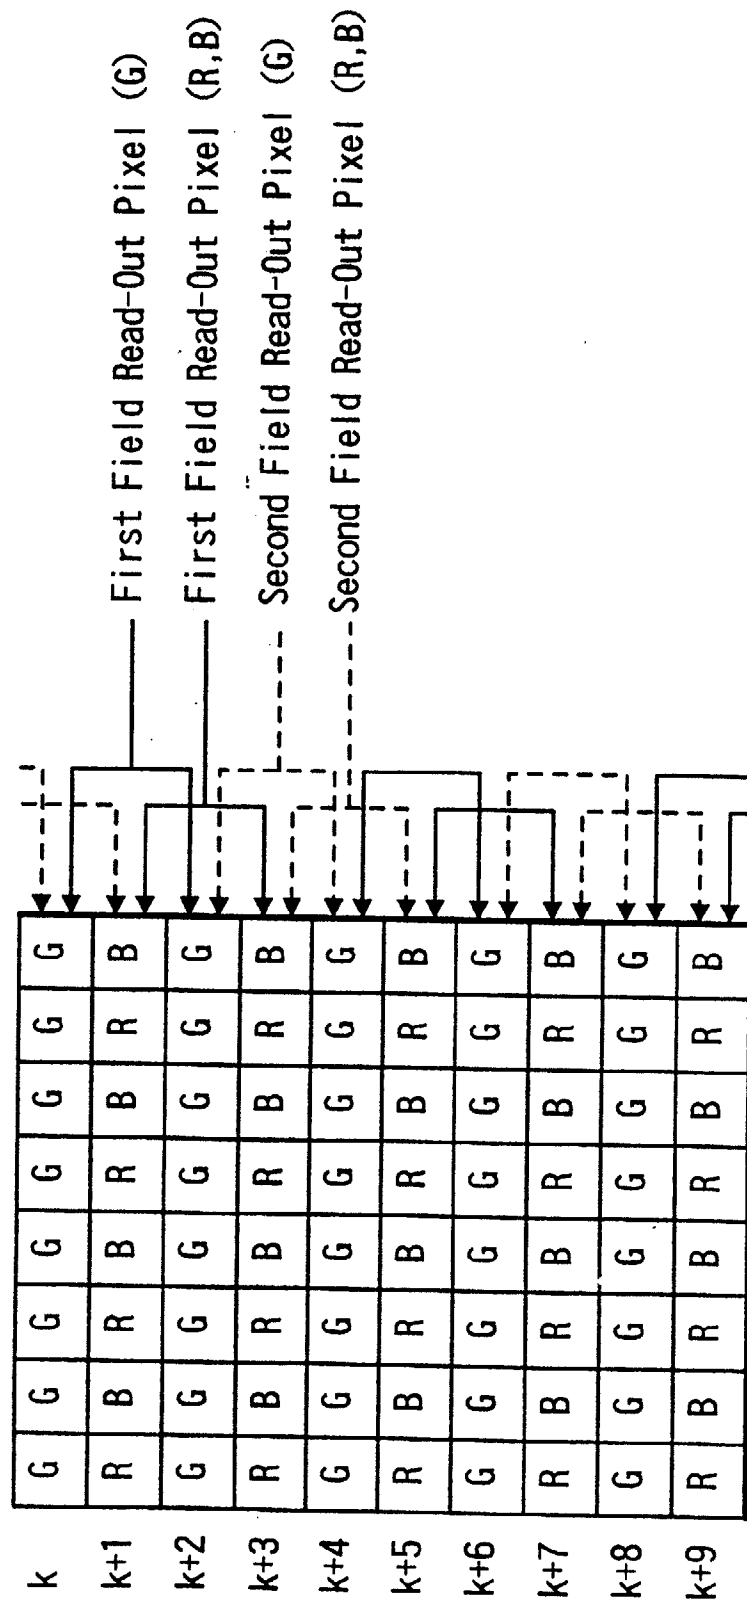 k G G G G G G G G
k+1 R B R B R B R B
k+2 G G G G G G G G
k+3 R B R B R B R B
k+4 G G G G G G G G
k+5 R B R B R B R B
k+6 G G G G G G G G
k+7 R B R B R B R B
k+8 G G G G G G G G
k+9 R B R B R B R B
First Field Read-Out Pixel (G)
First Field Read-Out Pixel (R,B)
Second Field Read-Out Pixel (G)
Second Field Read-Out Pixel (R,B)